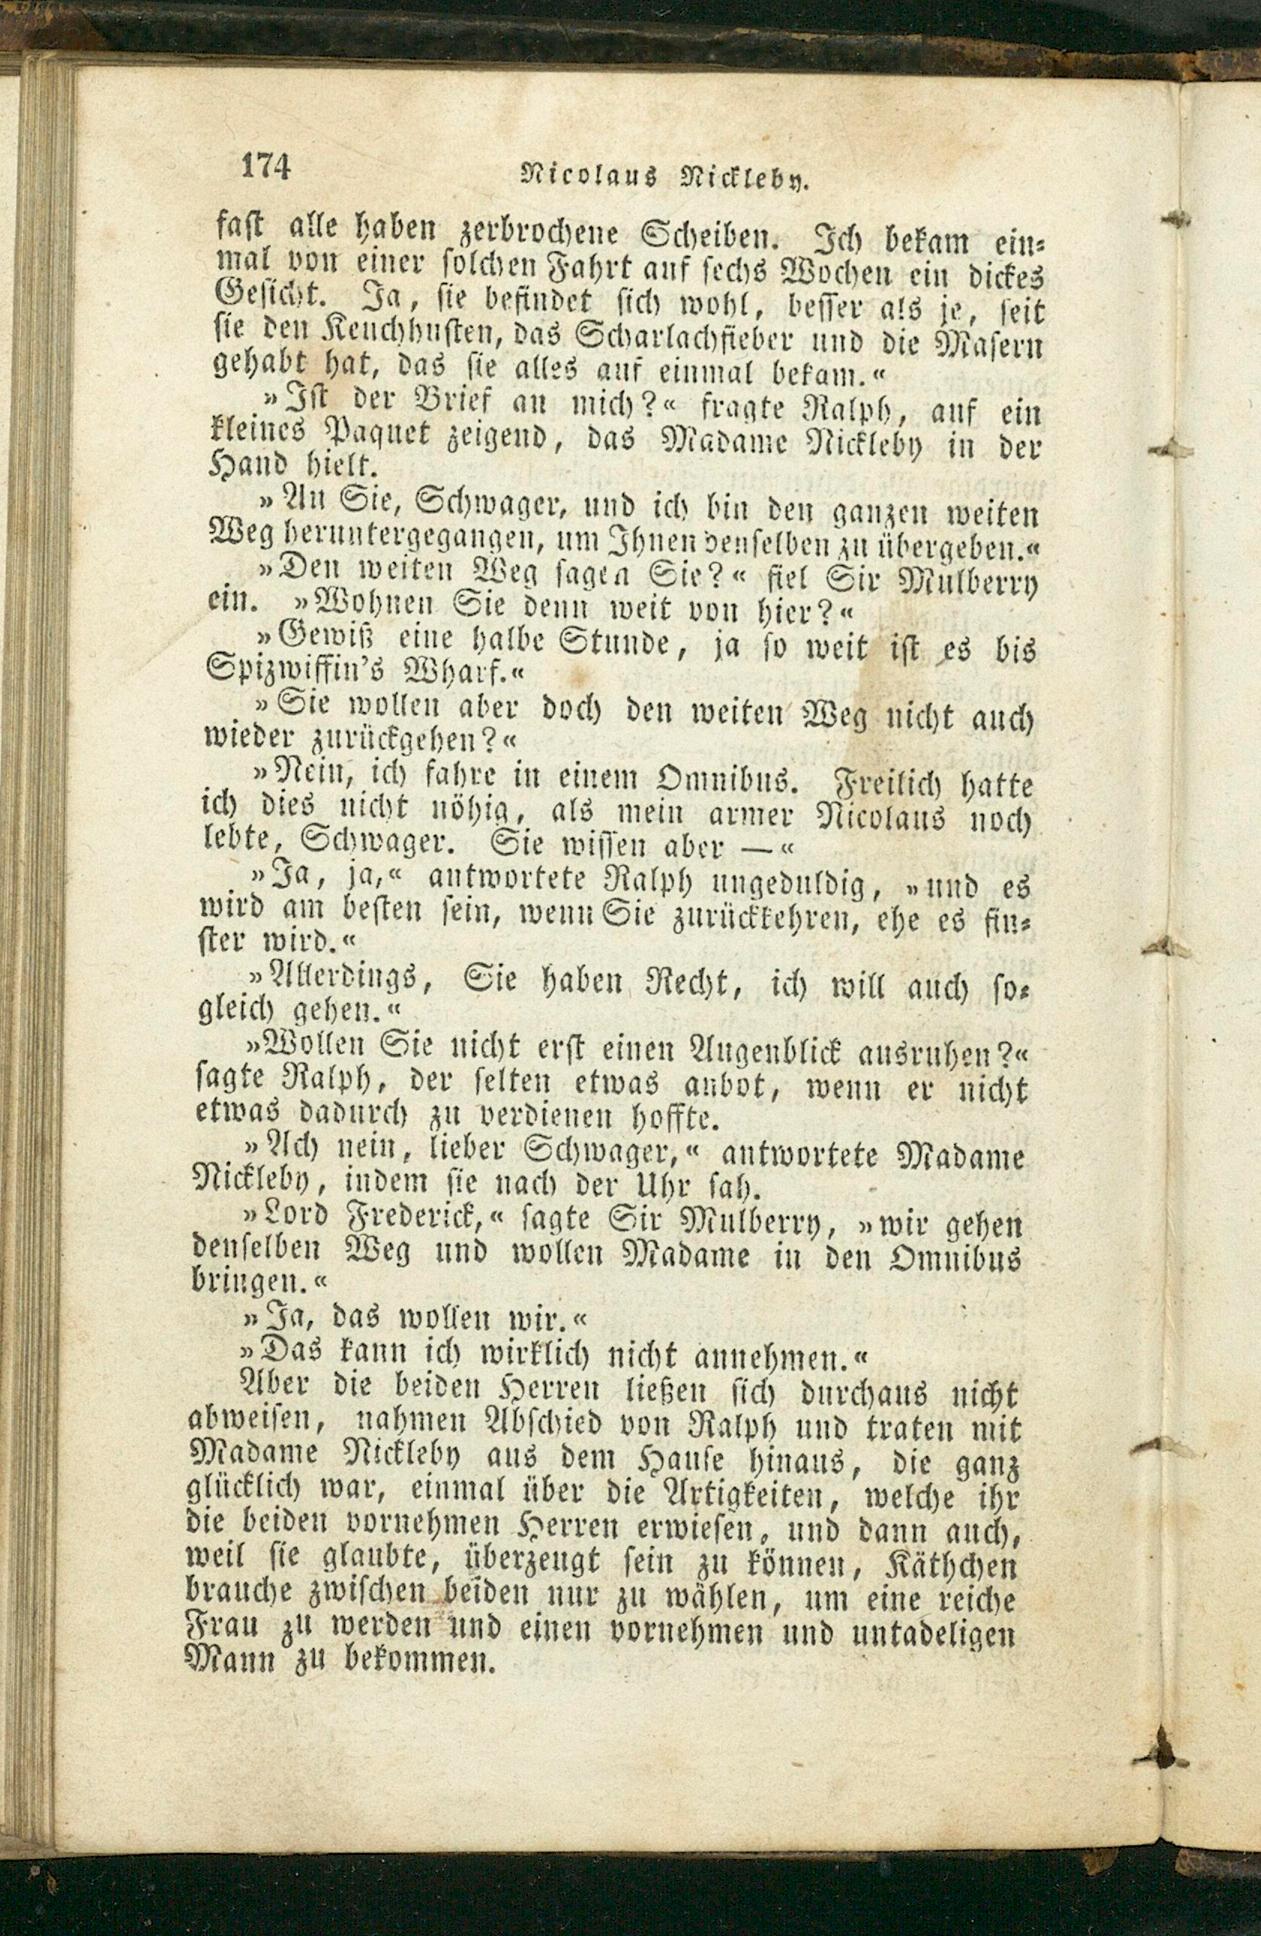 174 Nicolaus Nickleby.
fast alle haben zerbrochene Scheiben. Ich bekam ein-
mal von einer solchen Fahrt auf sechs Wochen ein dickes
Gesicht. Ja, sie befindet sich wohl, besser als je, seit
sie den Keuchhusten, das Scharlachfieber und die Masern
gehabt hat, das sie alles auf einmal bekam.«
»Ist der Brief an mich?« fragte Ralph, auf ein
kleines Paquet zeigend, das Madame Nickleby in der
Hand hielt.
»An Sie, Schwager, und ich bin den ganzen weiten
Weg heruntergegangen, um Ihnen denselben zu übergeben.«
»Den weiten Weg sagen Sie?« fiel Sir Mulberry
ein. »Wohnen Sie denn weit von hier?«
»Gewiß eine halbe Stunde, ja so weit ist es bis
Spizwiffin's Wharf.«
»Sie wollen aber doch den weiten Weg nicht auch
wieder zurückgehen?«
»Nein, ich fahre in einem Omnibus. Freilich hatte
ich dies nicht nöhig, als mein armer Nicolaus noch
lebte, Schwager. Sie wissen aber —«
»Ja, ja,« antwortete Ralph ungeduldig, »und es
wird am besten sein, wenn Sie zurückkehren, ehe es fin-
ster wird.«
»Allerdings, Sie haben Recht, ich will auch so-
gleich gehen.«
»Wollen Sie nicht erst einen Augenblick ausruhen?«
sagte Ralph, der selten etwas anbot, wenn er nicht
etwas dadurch zu verdienen hoffte.
»Ach nein, lieber Schwager,« antwortete Madame
Nickleby, indem sie nach der Uhr sah.
»Lord Frederick,« sagte Sir Mulberry, »wir gehen
denselben Weg und wollen Madame in den Omnibus
bringen.«
»Ja, das wollen wir.«
»Das kann ich wirklich nicht annehmen.«
Aber die beiden Herren ließen sich durchaus nicht
abweisen, nahmen Abschied von Ralph und traten mit
Madame Nickleby aus dem Hause hinaus, die ganz
glücklich war, einmal über die Artigkeiten, welche ihr
die beiden vornehmen Herren erwiesen, und dann auch,
weil sie glaubte, überzeugt sein zu können, Käthchen
brauche zwischen beiden nur zu wählen, um eine reiche
Frau zu werden und einen vornehmen und untadeligen
Mann zu bekommen.